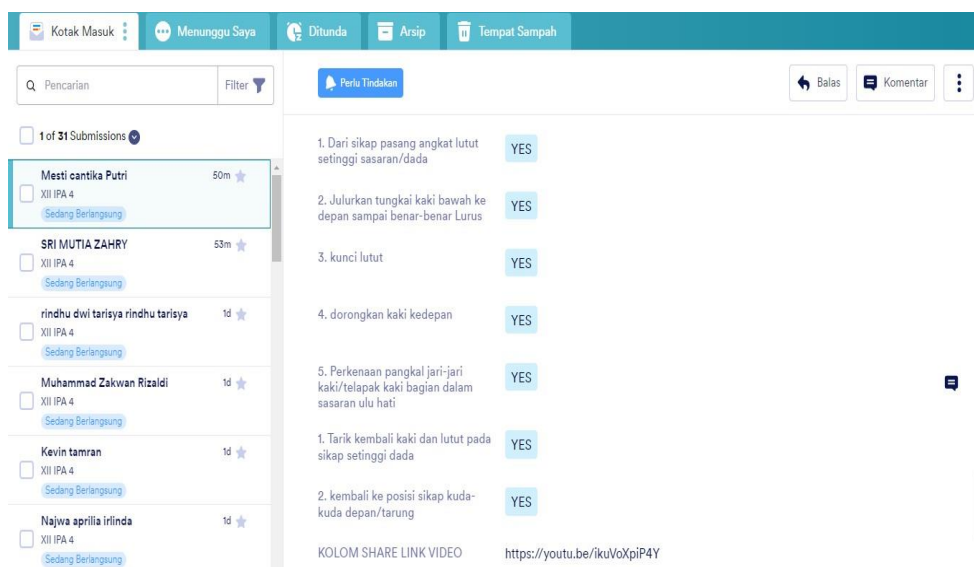 Kotak Masuk
Menunggu Saya
Ditunda
Arsip
Tempat Sampah
Pencarian
Filter
1 of 31 Submissions
Mesti cantika Putri 50m
XII IPA 4
Sedang Berlangsung
SRI MUTIA ZAHRY 53m
XII IPA 4
Sedang Berlangsung
rindhu dwi tarisya rindhu tarisya 1d
XII IPA 4
Sedang Berlangsung
Muhammad Zakwan Rizaldi 1d
XII IPA 4
Sedang Berlangsung
Kevin tamran 1d
XII IPA 4
Sedang Berlangsung
Najwa aprilia irlinda 1d
XII IPA 4
Sedang Berlangsung
Perlu Tindakan
Balas
Komentar
1. Dari sikap pasang angkat lutut
setinggi sasaran/dada
YES
2. Julurkan tungkai kaki bawah ke
depan sampai benar-benar Lurus
YES
3. kunci lutut
YES
4. dorongkan kaki kedepan
YES
5. Perkenaan pangkal jari-jari
kaki/telapak kaki bagian dalam
sasaran ulu hati
YES
1. Tarik kembali kaki dan lutut pada
sikap setinggi dada
YES
2. kembali ke posisi sikap kuda-
kuda depan/tarung
YES
KOLOM SHARE LINK VIDEO
https://youtu.be/ikuVoXpiP4Y